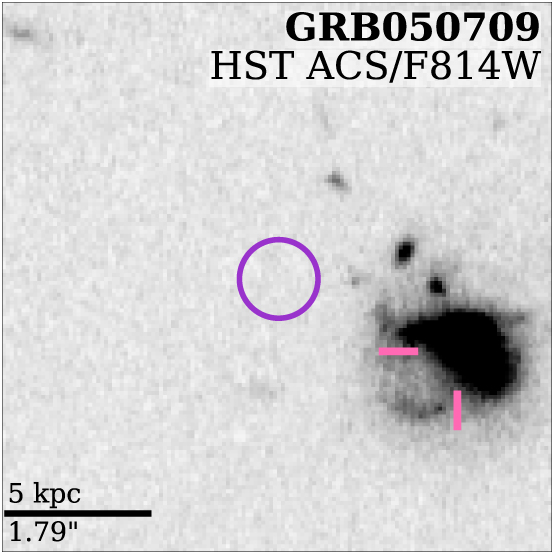 GRB050709
HST ACS/F814W
5 kpc
1.79"